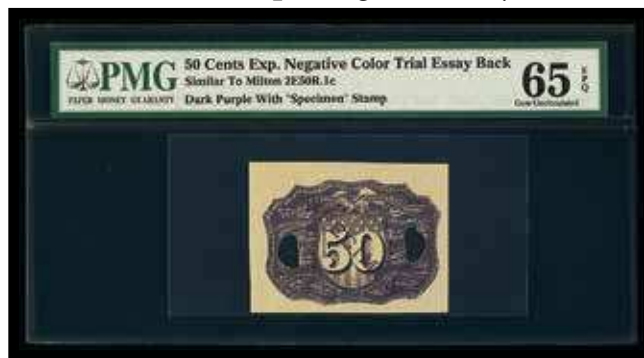 PMG
PAPER MONEY GUARANTY
50 Cents Exp. Negative Color Trial Essay Back
Similar To Milton 2E50R.1c
Dark Purple With "Specimen" Stamp
65 EPQ
Gem Uncirculated
50